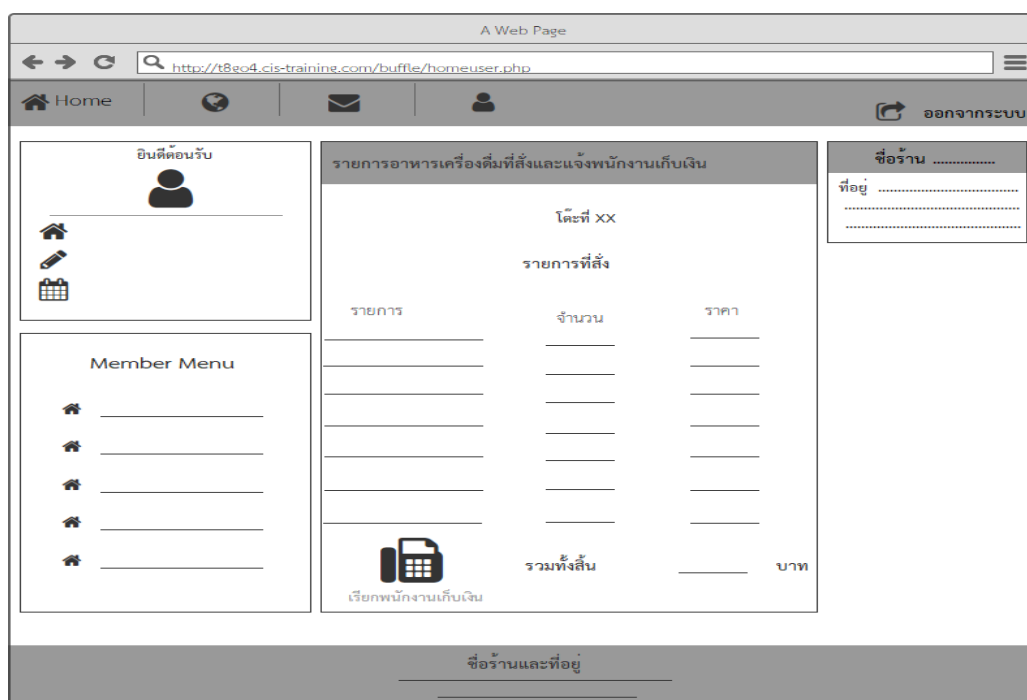 A Web Page
http://t8go4.cis-training.com/buffle/homeuser.php
Home
ออกจากระบบ
ยินดีต้อนรับ
Member Menu
รายการอาหารเครื่องดื่มที่สั่งและแจ้งพนักงานเก็บเงิน
โต๊ะที่ XX
รายการที่สั่ง
รายการ จำนวน ราคา
รวมทั้งสิ้น บาท
เรียกพนักงานเก็บเงิน
ชื่อร้าน ................
ที่อยู่ ....................................
.............................................
.............................................
ชื่อร้านและที่อยู่